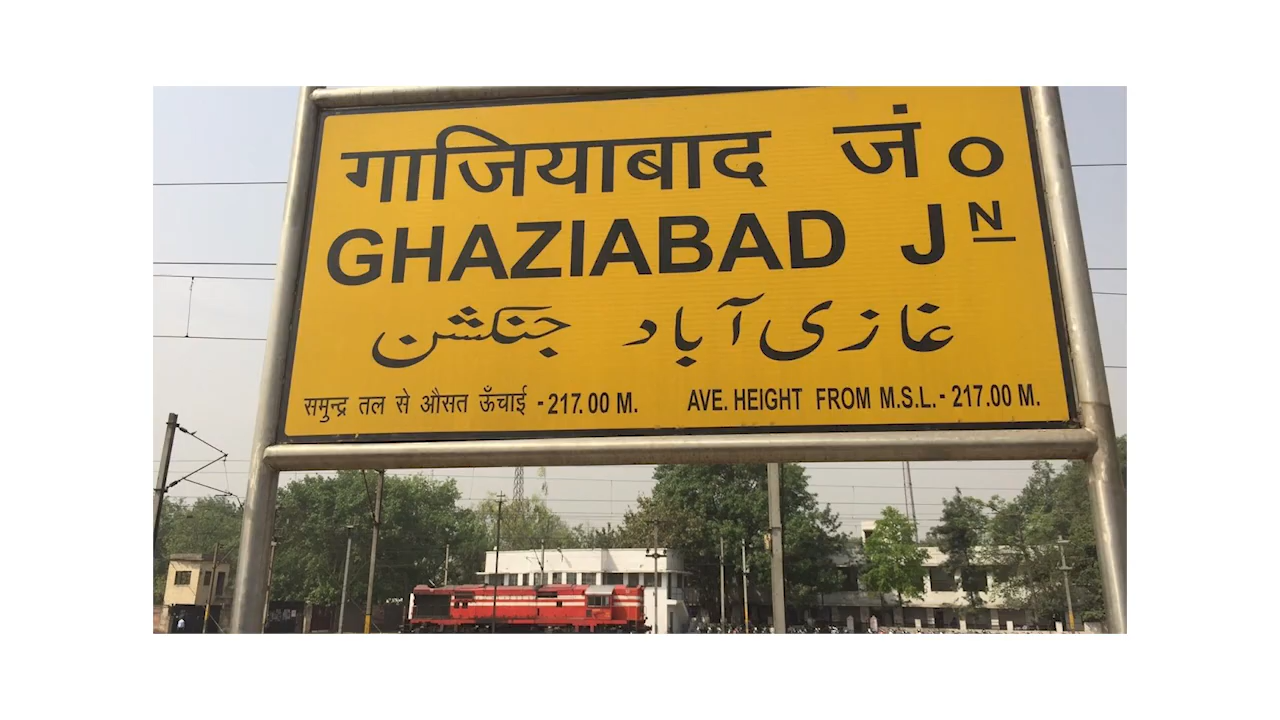 गाजियाबाद जं०
GHAZIABAD JN
غازی آباد جنکشن
समुन्द्र तल से औसत ऊँचाई - 217.00 M. AVE. HEIGHT FROM M.S.L.- 217.00 M.